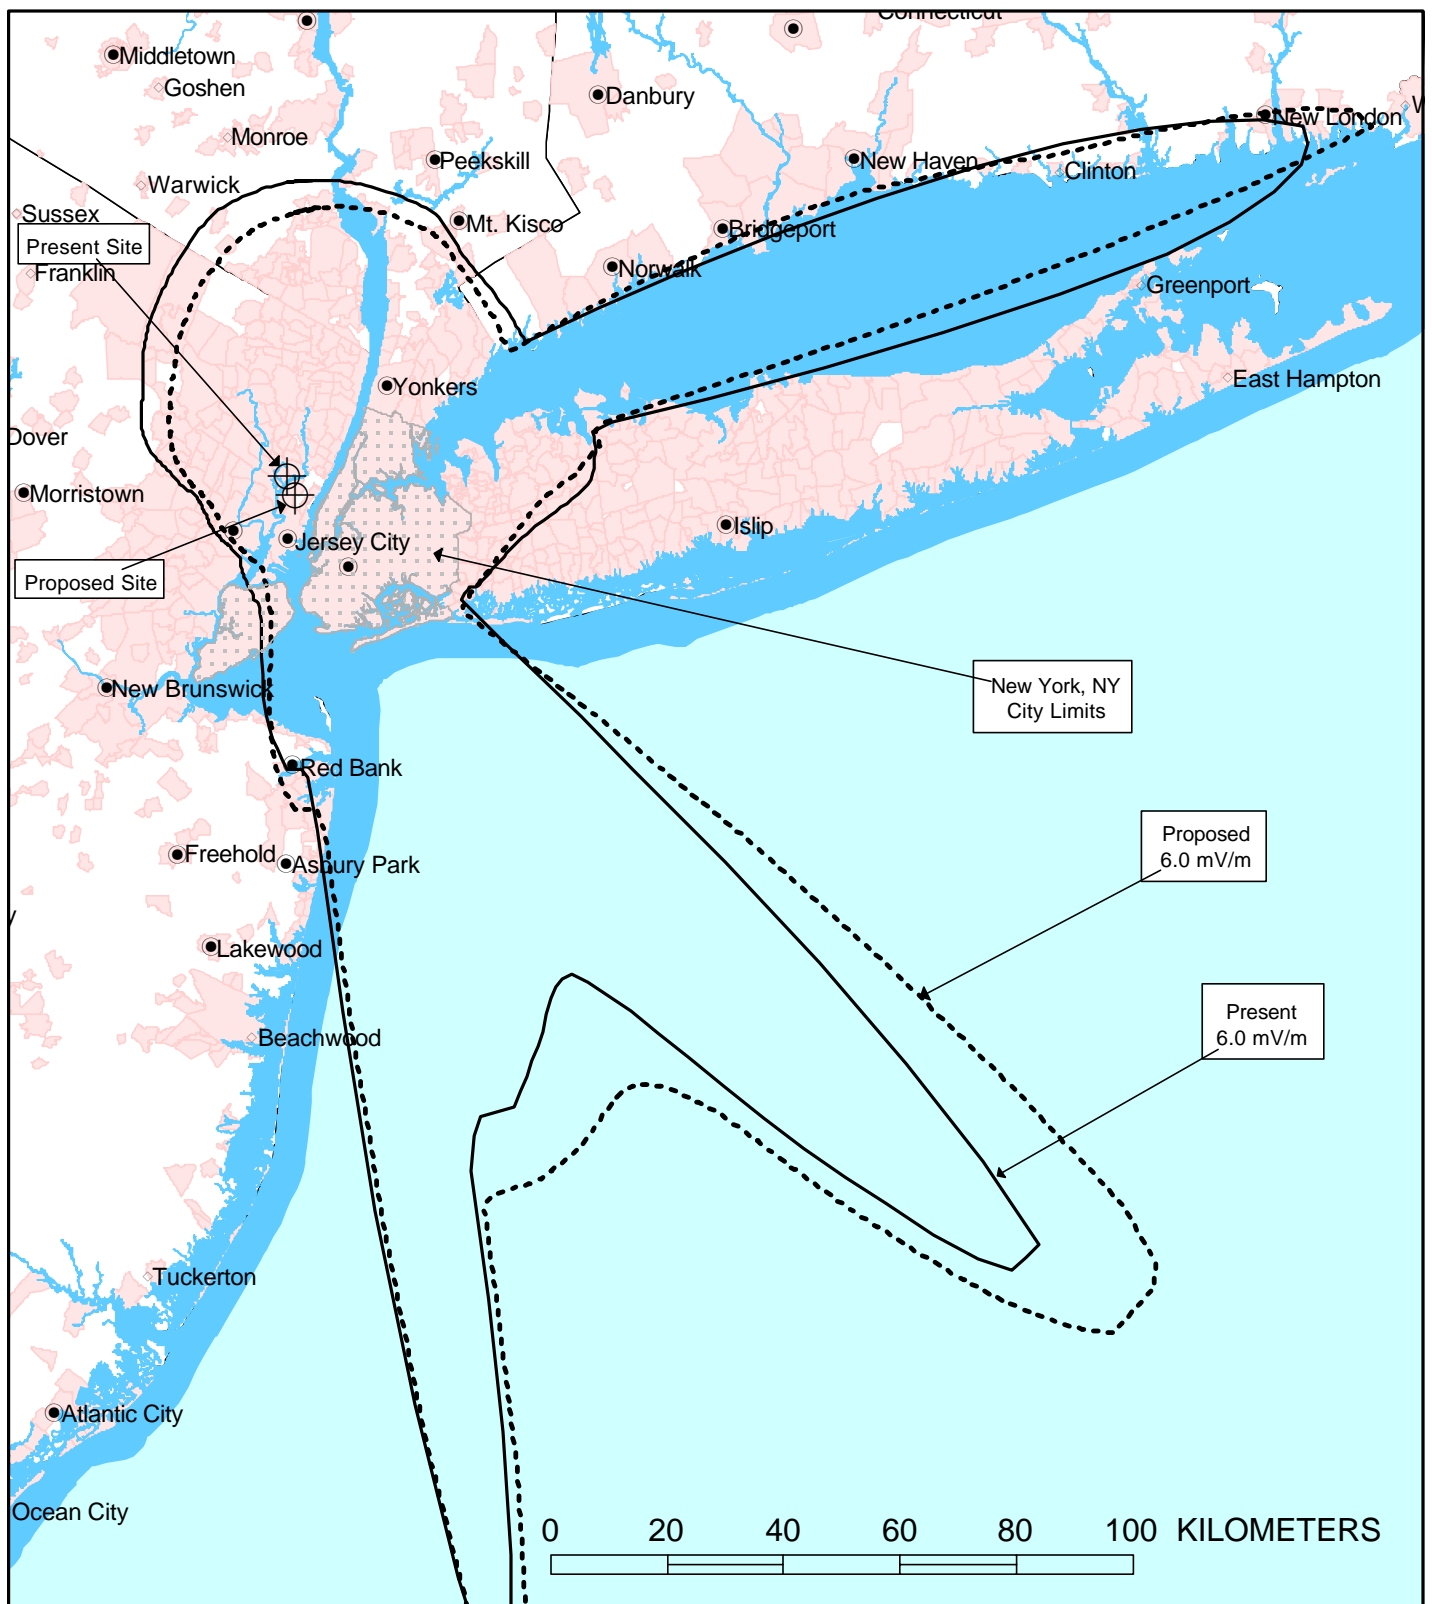 Connecticut
Middletown
Goshen
Danbury
Monroe
New London
W
Peekskill
New Haven
Clinton
Warwick
Sussex
Mt. Kisco
Bridgeport
Present Site
Franklin
Norwalk
Greenport
Yonkers
East Hampton
Dover
Morristown
Islip
Jersey City
Proposed Site
New Brunswick
New York, NY
City Limits
Red Bank
Proposed
6.0 mV/m
Freehold
Asbury Park
Lakewood
Present
6.0 mV/m
Beachwood
Tuckerton
Atlantic City
Ocean City
0 20 40 60 80 100 KILOMETERS